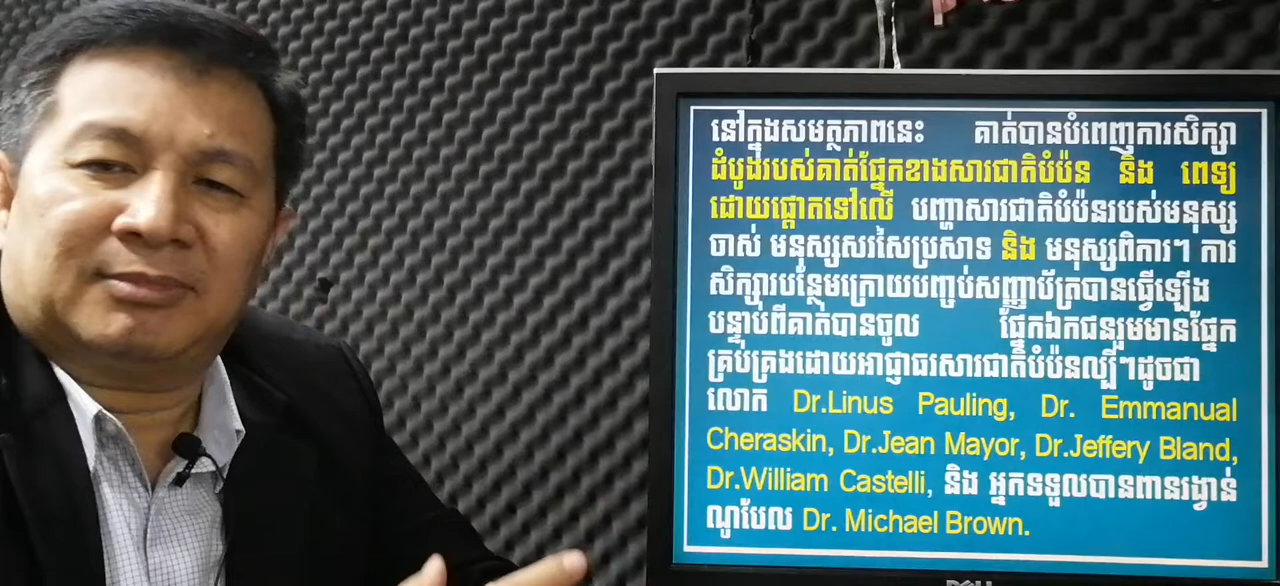 នៅក្នុងសមត្ថភាពនេះ គាត់បានបំពេញការសិក្សា
ដំបូងរបស់គាត់ផ្នែកខាងសារជាតិបំប៉ន និង ពេទ្យ
ដោយផ្តោតទៅលើ បញ្ហាសារជាតិបំប៉នរបស់មនុស្ស
ចាស់ មនុស្សសរសៃប្រសាទ និង មនុស្សពិការ។ ការ
សិក្សាបន្ថែមក្រោយបញ្ចប់សញ្ញាប័ត្របានធ្វើឡើង
បន្ទាប់ពីគាត់បានចូល ផ្នែកឯកជនរួមមានផ្នែក
គ្រប់គ្រងដោយអាជ្ញាធរសារជាតិបំប៉នល្បីៗដូចជា
លោក Dr.Linus Pauling, Dr. Emmanual
Cheraskin, Dr.Jean Mayor, Dr.Jeffery Bland,
Dr.William Castelli, និង អ្នកទទួលបានពានរង្វាន់
ណូបែល Dr. Michael Brown.